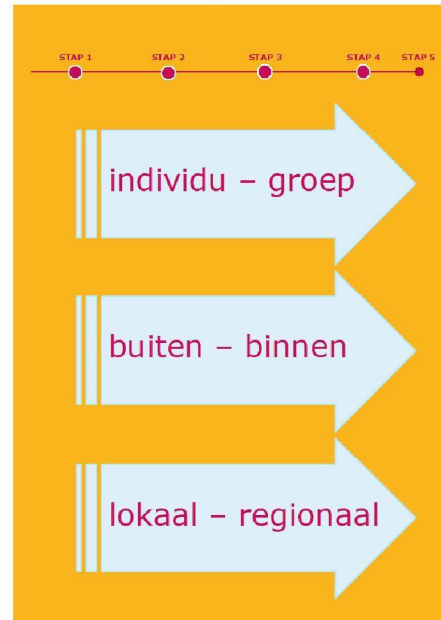 STAP 1 STAP 2 STAP 3 STAP 4 STAP 5
individu – groep
buiten – binnen
lokaal – regionaal